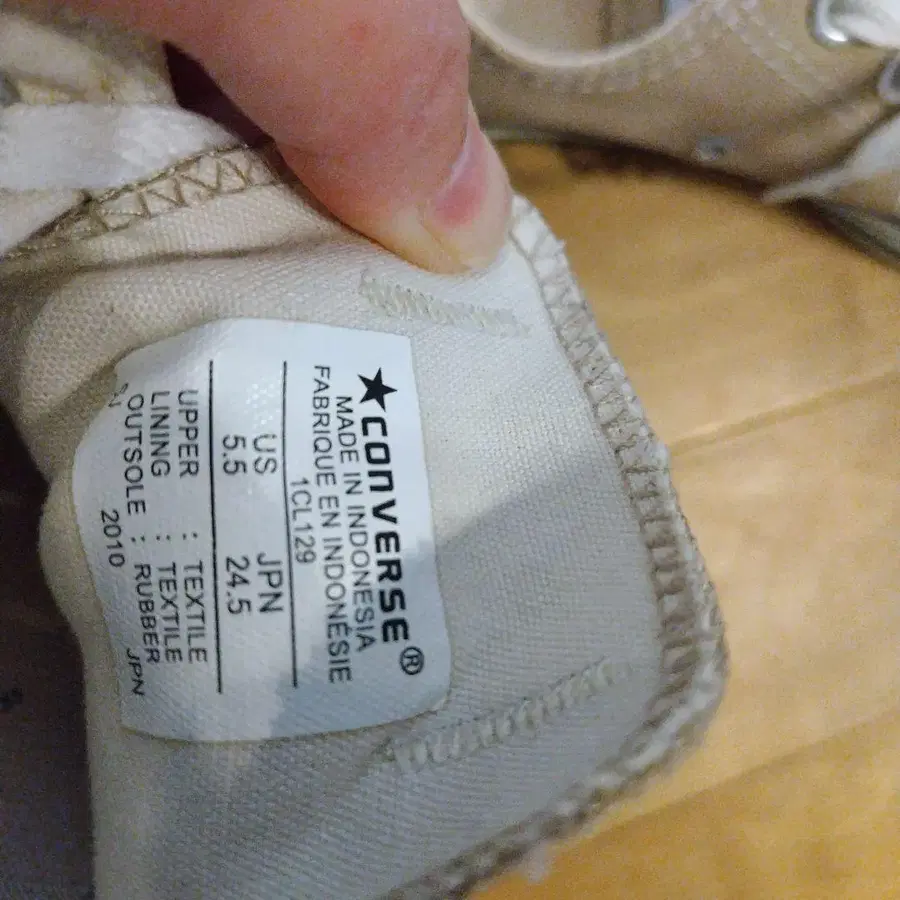 CONVERSE®
MADE IN INDONESIA
FABRIQUE EN INDONÉSIE
1CL129
US JPN
5.5 24.5
UPPER : TEXTILE
LINING : TEXTILE
OUTSOLE : RUBBER
2010 JPN